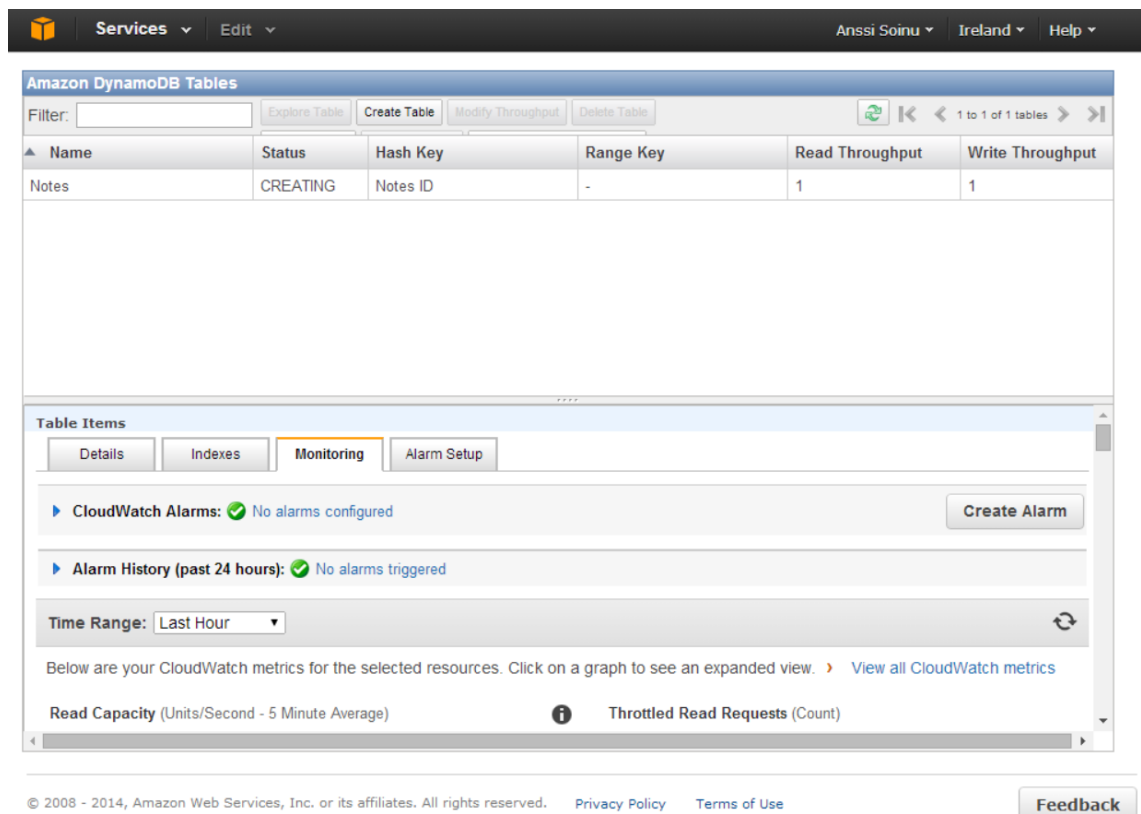 Services Edit Anssi Soinu Ireland Help
Amazon DynamoDB Tables
Filter: Explore Table Create Table Modify Throughput Delete Table 1 to 1 of 1 tables
Name Status Hash Key Range Key Read Throughput Write Throughput
Notes CREATING Notes ID - 1 1
Table Items
Details Indexes Monitoring Alarm Setup
CloudWatch Alarms: No alarms configured Create Alarm
Alarm History (past 24 hours): No alarms triggered
Time Range: Last Hour
Below are your CloudWatch metrics for the selected resources. Click on a graph to see an expanded view. › View all CloudWatch metrics
Read Capacity (Units/Second - 5 Minute Average) Throttled Read Requests (Count)
© 2008 - 2014, Amazon Web Services, Inc. or its affiliates. All rights reserved. Privacy Policy Terms of Use Feedback